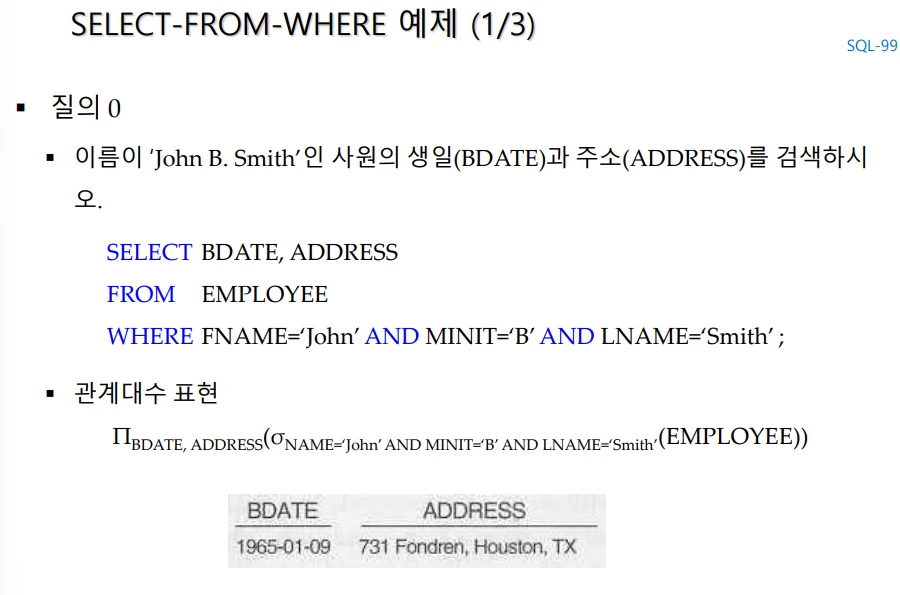 SELECT-FROM-WHERE 예제 (1/3)
SQL-99
▪ 질의 0
▪ 이름이 ‘John B. Smith’인 사원의 생일(BDATE)과 주소(ADDRESS)를 검색하시
오.
SELECT BDATE, ADDRESS
FROM EMPLOYEE
WHERE FNAME=‘John’ AND MINIT=‘B’ AND LNAME=‘Smith’ ;
▪ 관계대수 표현
Π BDATE, ADDRESS(σ NAME=‘John’ AND MINIT=‘B’ AND LNAME=‘Smith’(EMPLOYEE))
BDATE ADDRESS
1965-01-09 731 Fondren, Houston, TX